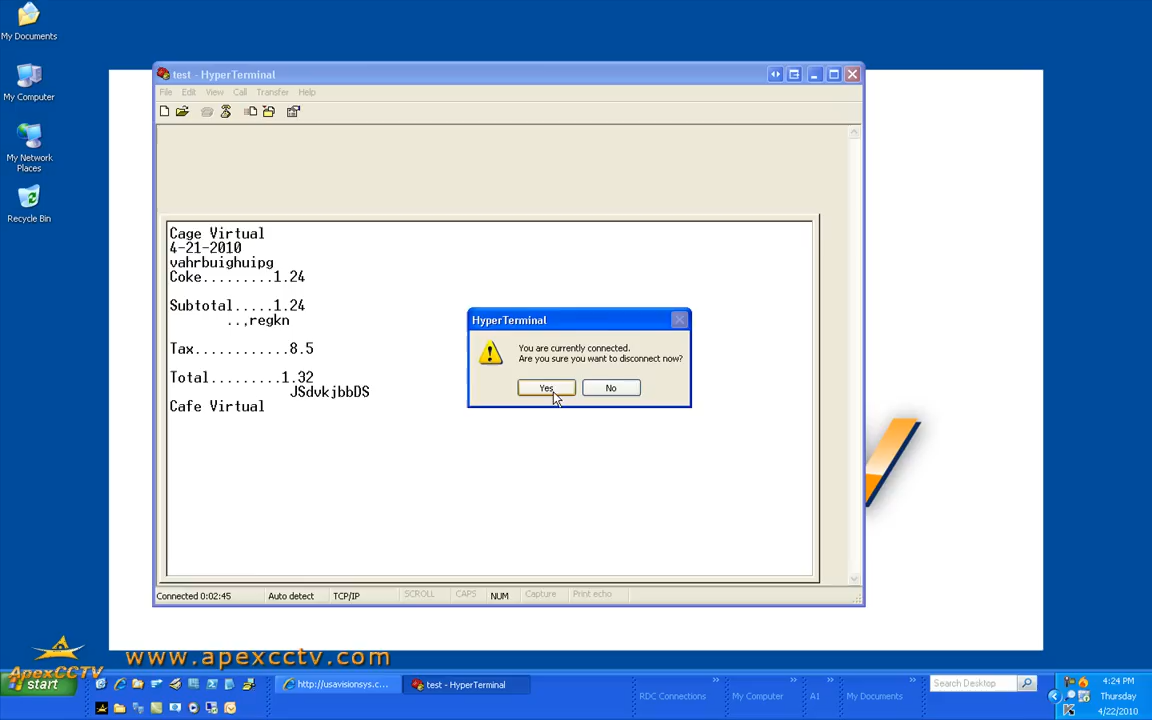 My Documents
My Computer
My Network
Places
Recycle Bin
test - HyperTerminal
File Edit View Call Transfer Help
Cage Virtual
4-21-2010
vahrbuighuipg
Coke.........1.24
Subtotal.....1.24
..,regkn
Tax............8.5
Total.........1.32
JSdvkjbbDS
Cafe Virtual
HyperTerminal
You are currently connected.
Are you sure you want to disconnect now?
Yes No
Connected 0:02:45 Auto detect TCP/IP SCROLL CAPS NUM Capture Print echo
www.apexcctv.com
ApexCCTV
start
http://usavisionsys.c...
test - HyperTerminal
RDC Connections
My Computer
A1
My Documents
Search Desktop
4:24 PM
Thursday
4/22/2010